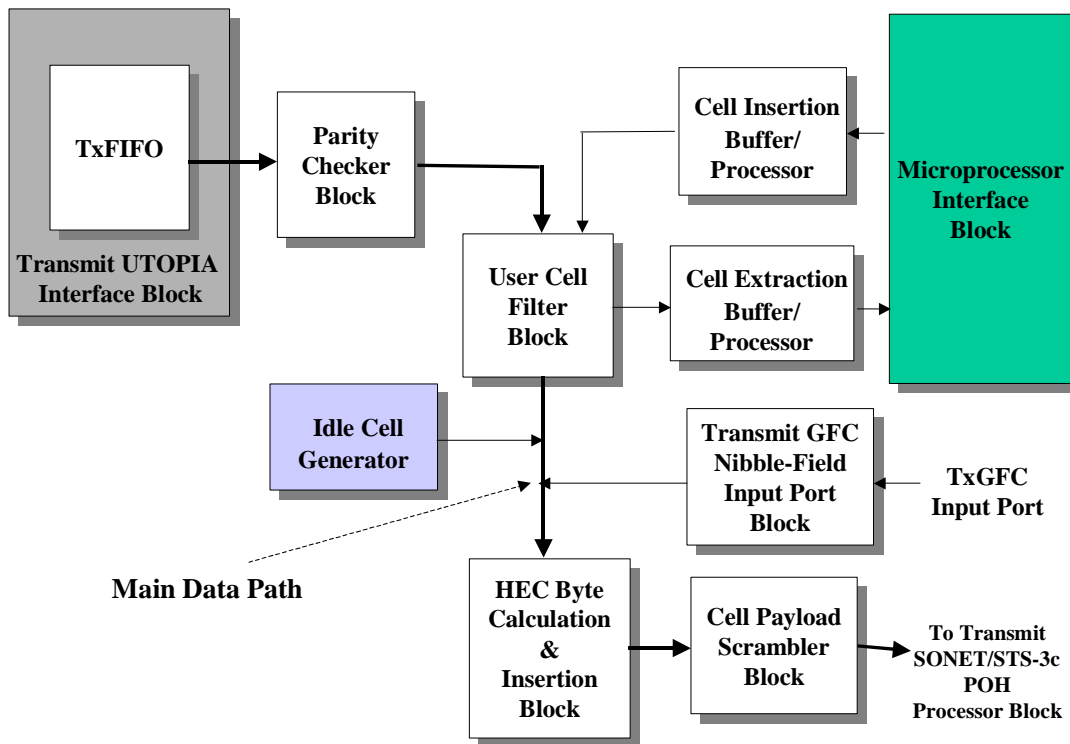 TxFIFO
Transmit UTOPIA
Interface Block
Parity
Checker
Block
Cell Insertion
Buffer/
Processor
Microprocessor
Interface
Block
User Cell
Filter
Block
Cell Extraction
Buffer/
Processor
Idle Cell
Generator
Transmit GFC
Nibble-Field
Input Port
Block
TxGFC
Input Port
Main Data Path
HEC Byte
Calculation
&
Insertion
Block
Cell Payload
Scrambler
Block
To Transmit
SONET/STS-3c
POH
Processor Block